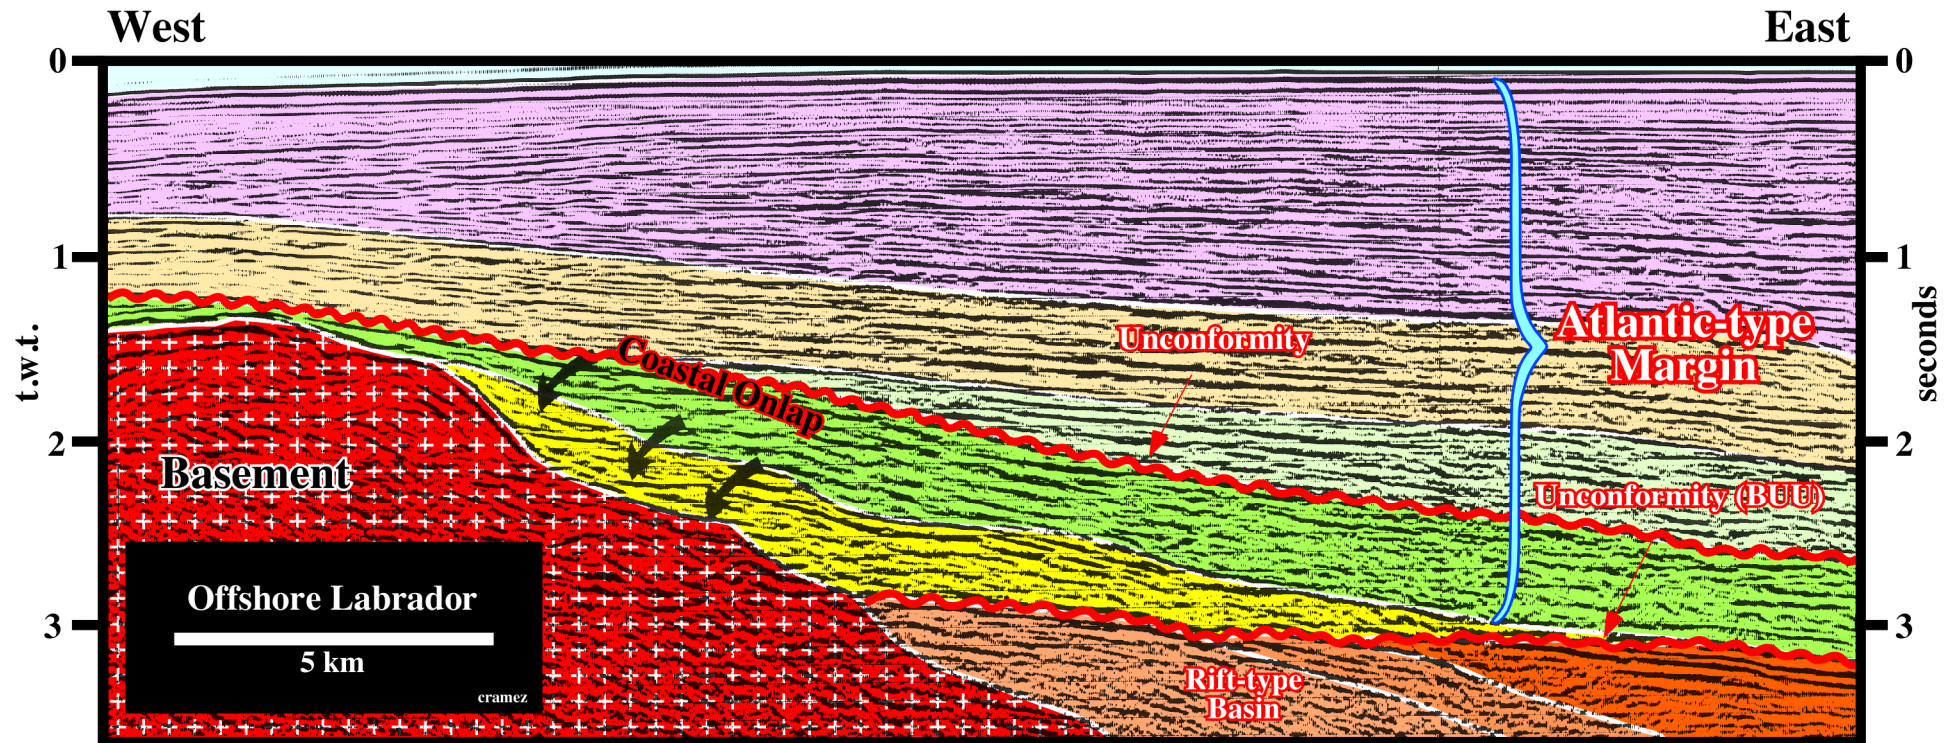 West
East
0
0
1
1
t.w.t.
seconds
Atlantic-type
Margin
Unconformity
Coastal Onlap
2
2
Basement
Unconformity (BUU)
Offshore Labrador
5 km
cramez
3
3
Rift-type
Basin